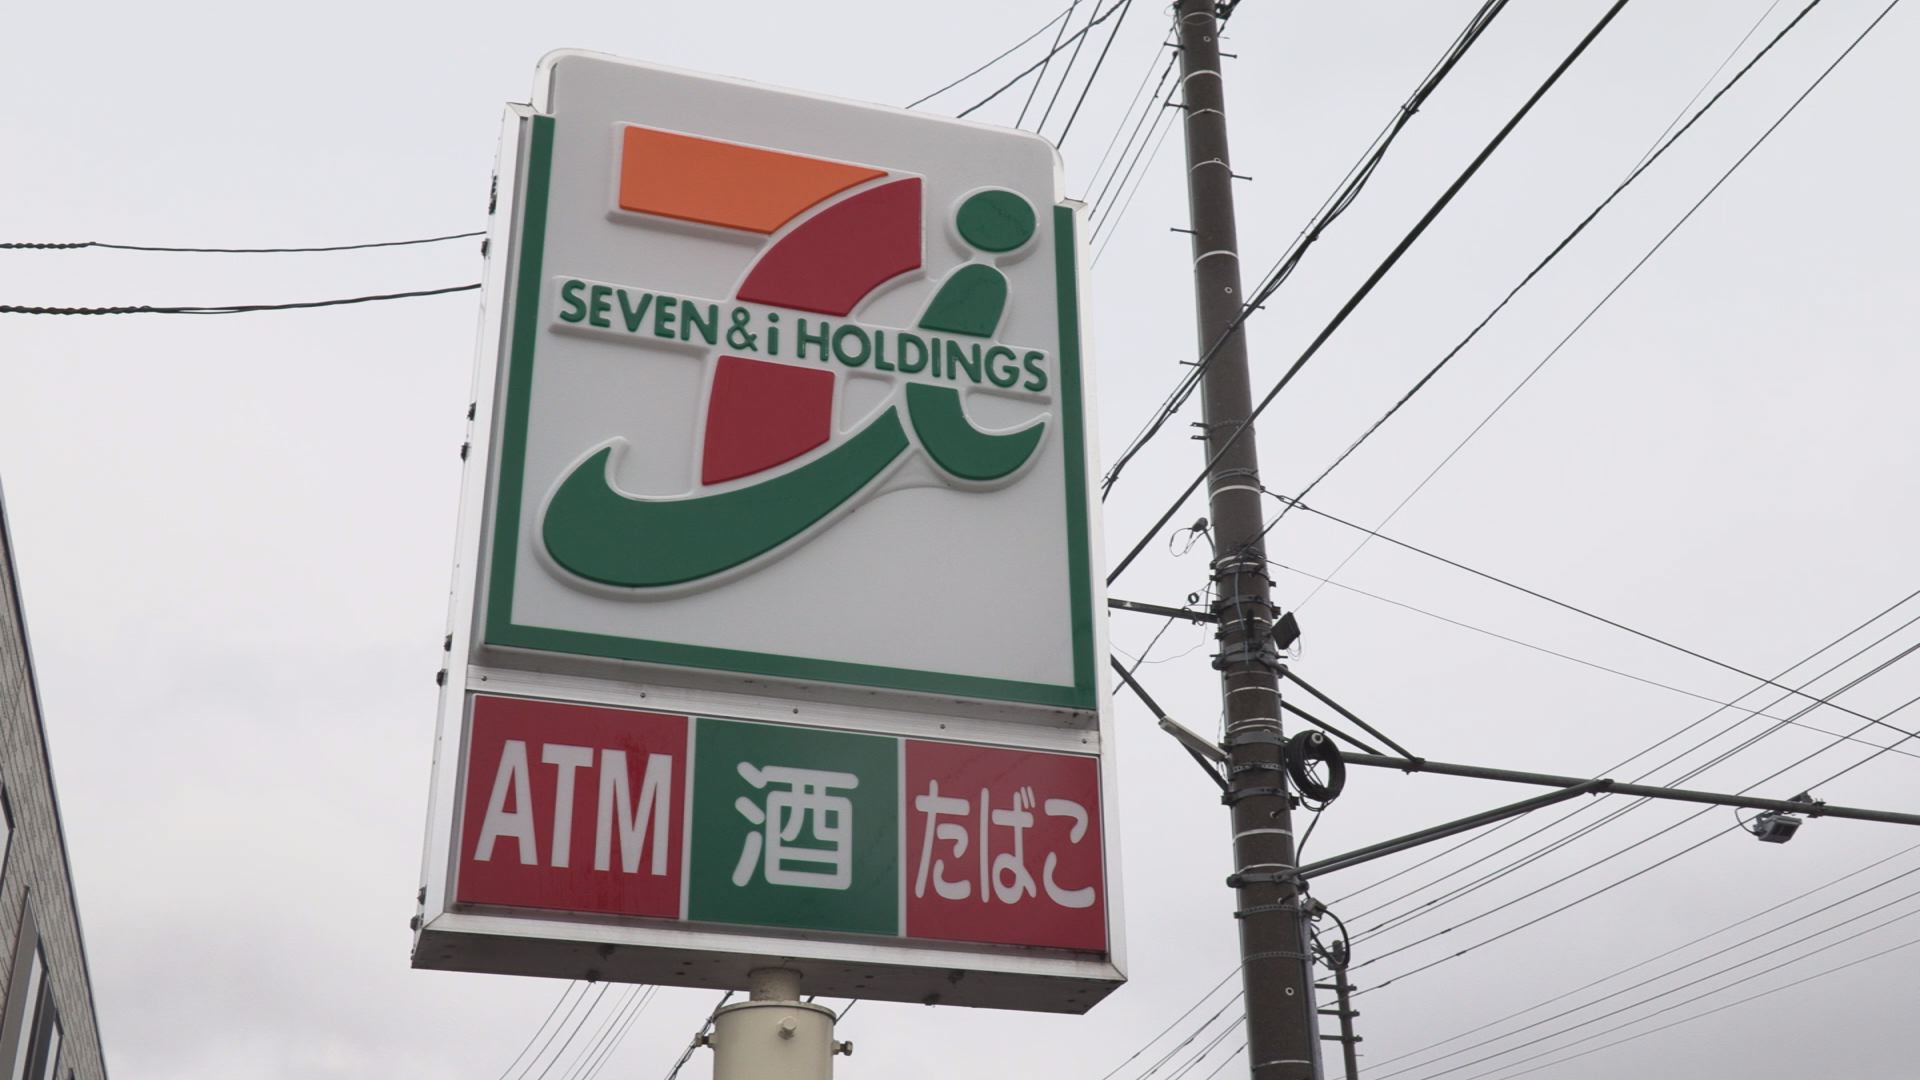 SEVEN&i HOLDINGS
ATM 酒 たばこ